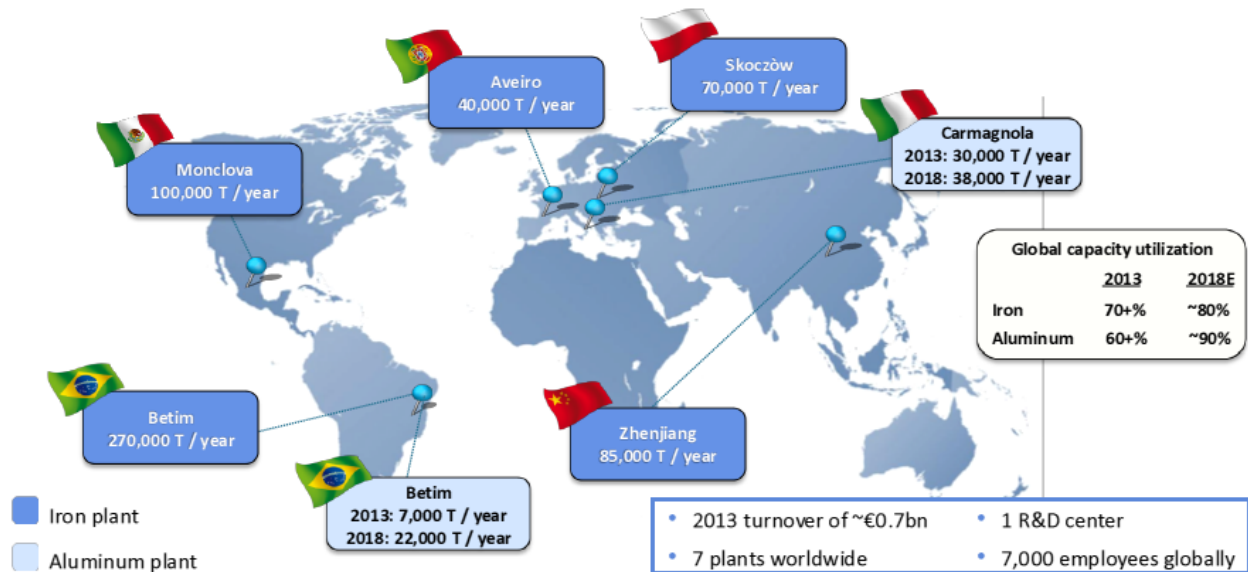 Skoczòw
70,000 T / year
Aveiro
40,000 T / year
Carmagnola
2013: 30,000 T / year
2018: 38,000 T / year
Monclova
100,000 T / year
Global capacity utilization
2013 2018E
Iron 70+% ~80%
Aluminum 60+% ~90%
Betim
270,000 T / year
Zhenjiang
85,000 T / year
Betim
2013: 7,000 T / year
2018: 22,000 T / year
Iron plant
Aluminum plant
• 2013 turnover of ~€0.7bn
• 7 plants worldwide
• 1 R&D center
• 7,000 employees globally